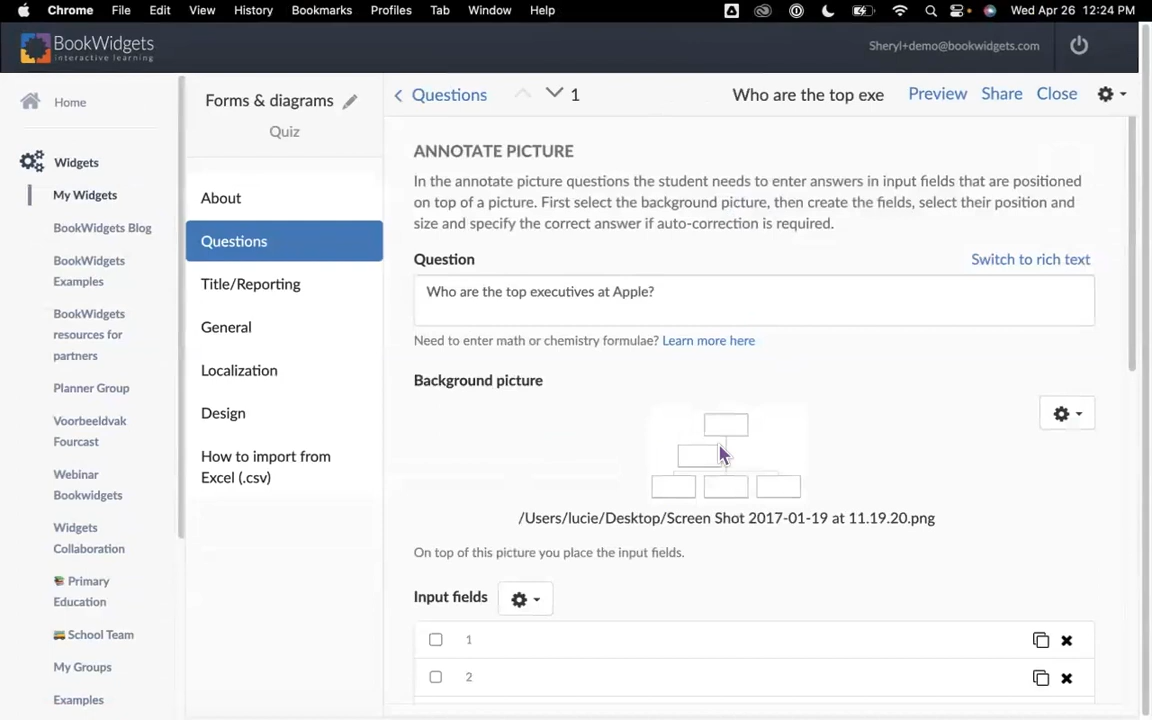 Chrome File Edit View History Bookmarks Profiles Tab Window Help Wed Apr 26 12:24 PM
BookWidgets
interactive learning
Sheryl+demo@bookwidgets.com
Home
Widgets
My Widgets
BookWidgets Blog
BookWidgets
Examples
BookWidgets
resources for
partners
Planner Group
Voorbeeldvak
Fourcast
Webinar
Bookwidgets
Widgets
Collaboration
Primary
Education
School Team
My Groups
Examples
Forms & diagrams
Quiz
About
Questions
Title/Reporting
General
Localization
Design
How to import from
Excel (.csv)
Questions 1 Who are the top exe Preview Share Close
ANNOTATE PICTURE
In the annotate picture questions the student needs to enter answers in input fields that are positioned
on top of a picture. First select the background picture, then create the fields, select their position and
size and specify the correct answer if auto-correction is required.
Question Switch to rich text
Who are the top executives at Apple?
Need to enter math or chemistry formulae? Learn more here
Background picture
/Users/lucie/Desktop/Screen Shot 2017-01-19 at 11.19.20.png
On top of this picture you place the input fields.
Input fields
1
2